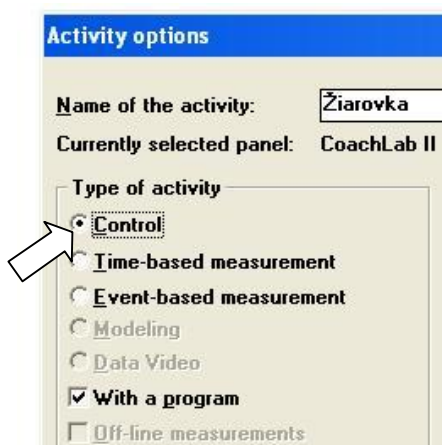 Activity options
Name of the activity: Žiarovka
Currently selected panel: CoachLab II
Type of activity
Control
Time-based measurement
Event-based measurement
Modeling
Data Video
With a program
Off-line measurements